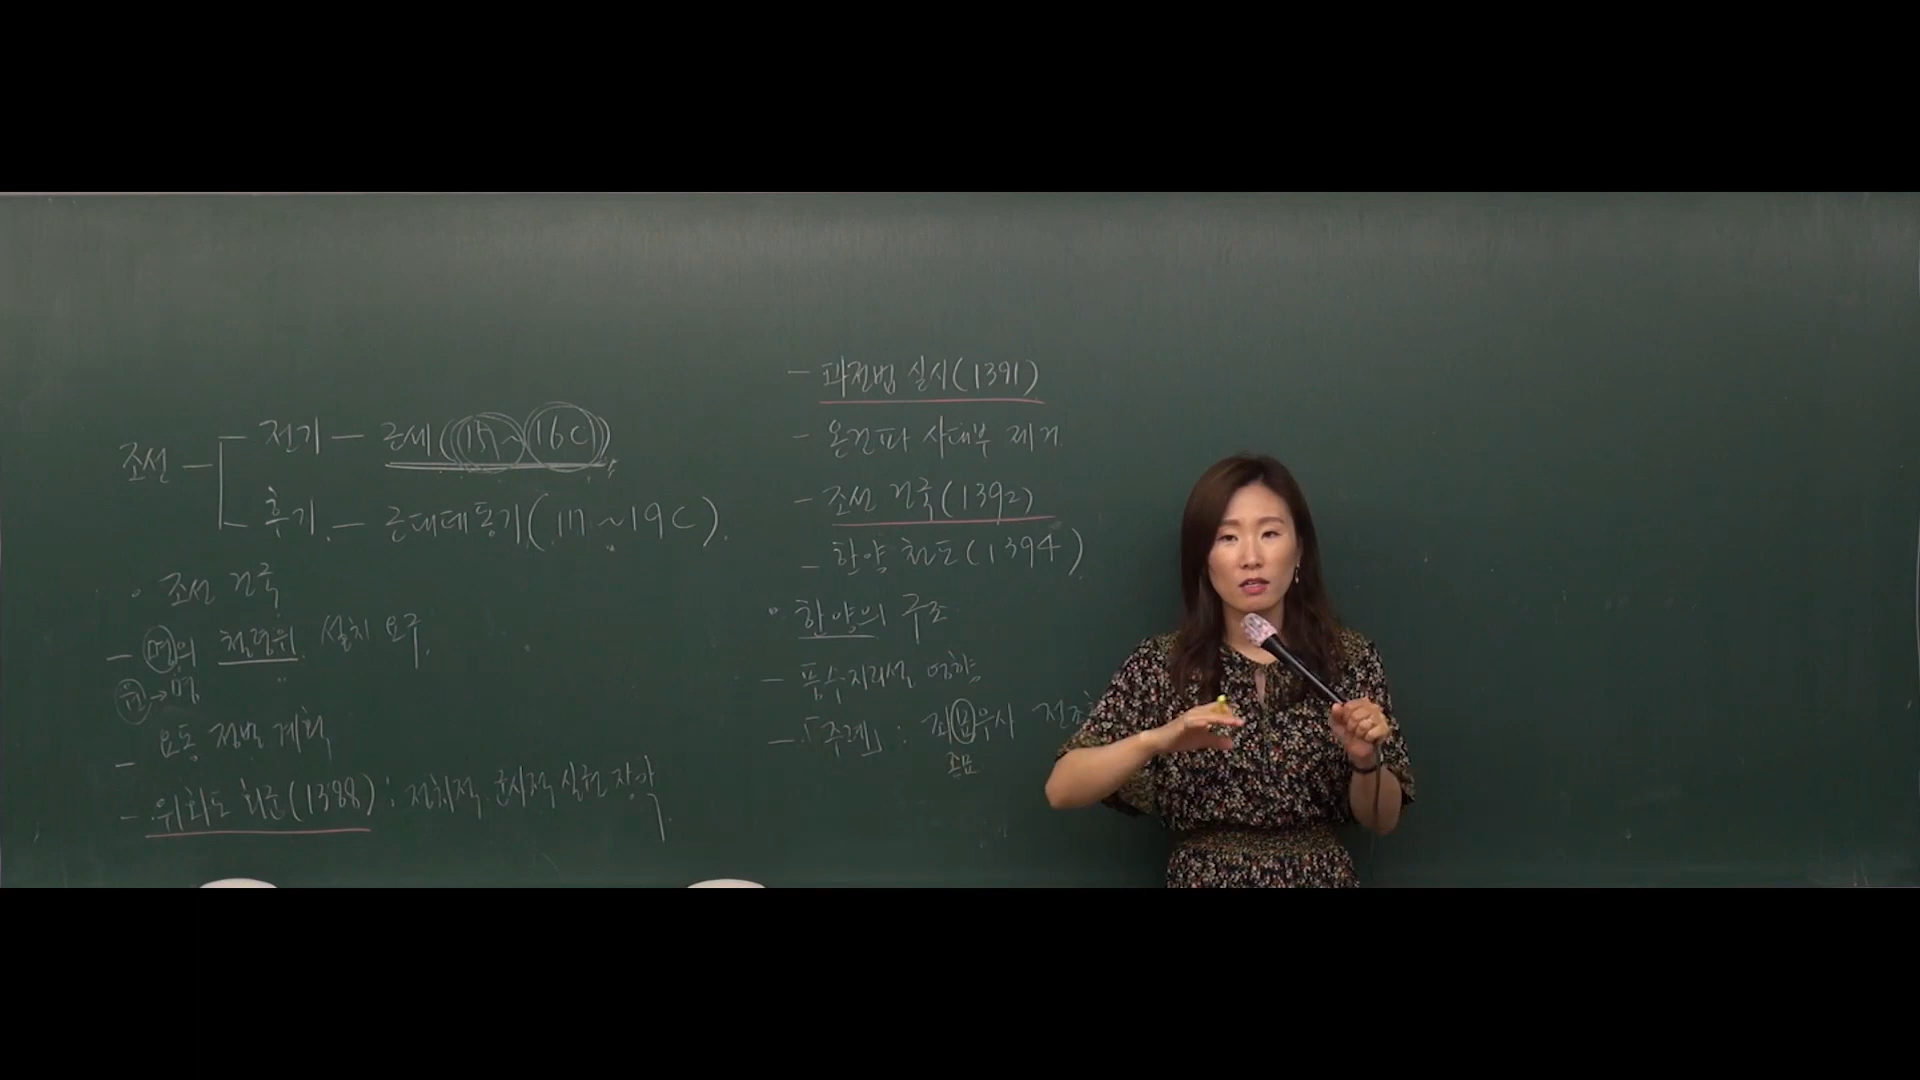 조선 전기 - 근세(15~16C)
후기. - 근대태동기(17~19C).
• 조선 건국
- 명의 철령위 설치 요구.
원→명
- 요동 정벌 계획
- 위화도 회군(1388) : 정치적.군사적 실권 장악.
- 과전법 실시(1391)
- 온건파 사대부 제거.
- 조선 건국(1392)
- 한양 천도(1394)
• 한양의 구조
- 풍수지리설 영향
- 「주례」 : 좌묘우사 전조
종묘